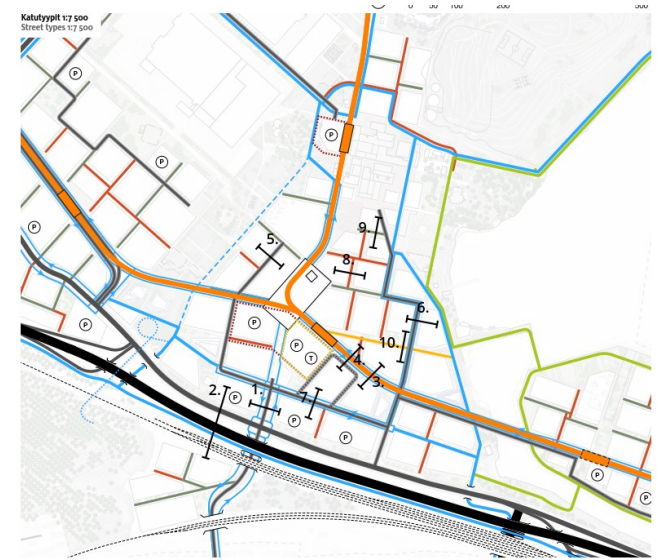 0 50 100 200 500
Katutyypit 1:7 500
Street types 1:7 500
P
P
P
9.
P
5.
8.
6.
P
10.
P
T
4.
3.
P
2.
1.
7.
P
P
P
P
P